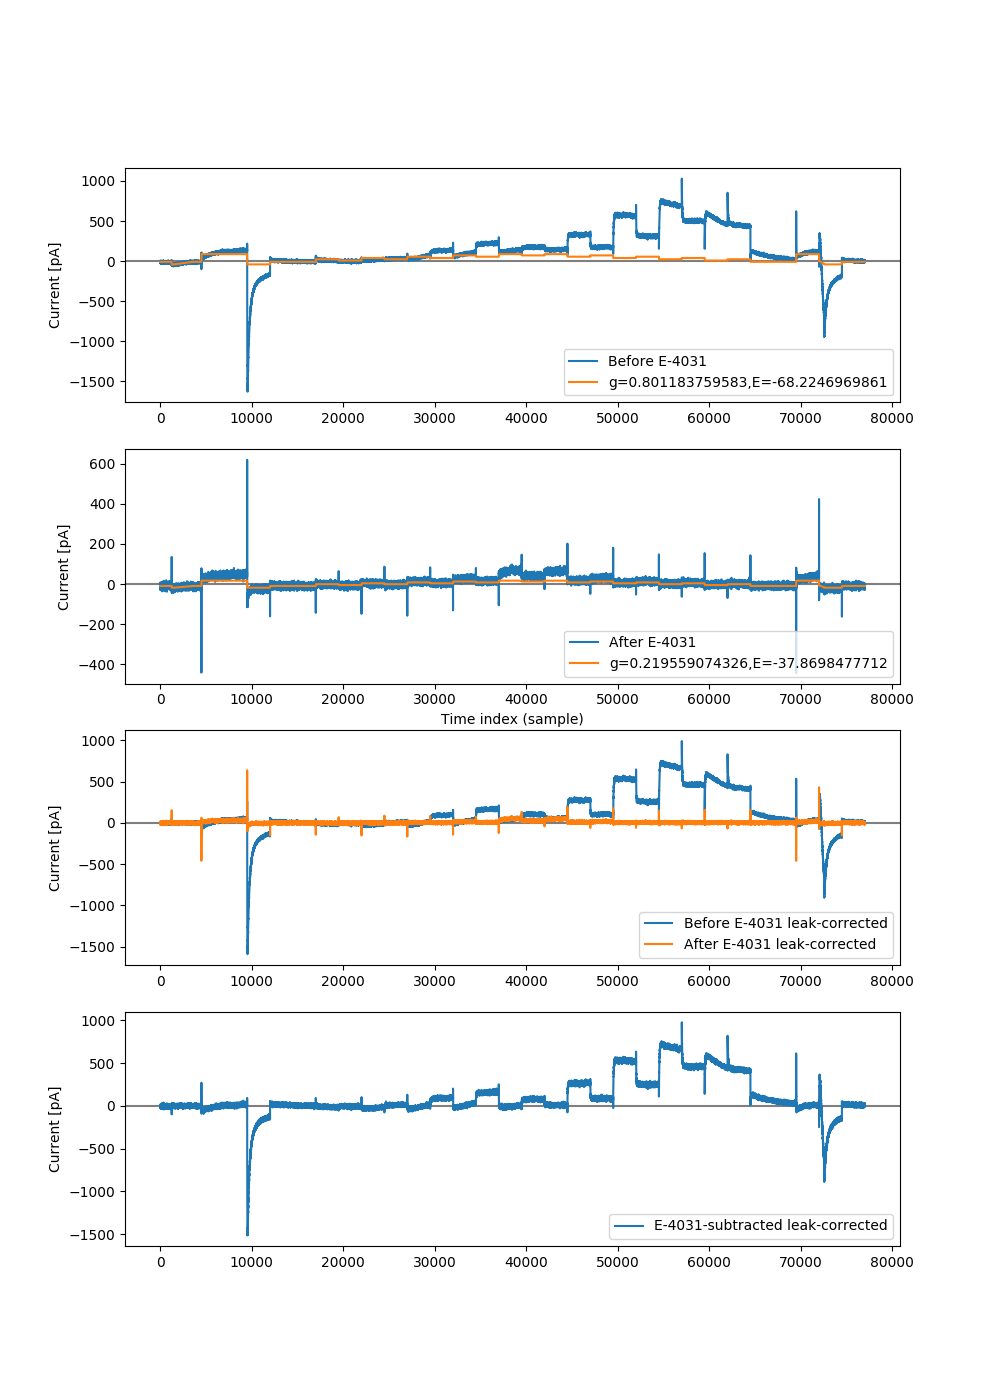 1000
500
0
−500
−1000
−1500
Current [pA]
Before E-4031
g=0.801183759583,E=-68.2246969861
0 10000 20000 30000 40000 50000 60000 70000 80000
600
400
200
0
−200
−400
Current [pA]
After E-4031
g=0.219559074326,E=-37.8698477712
0 10000 20000 30000 40000 50000 60000 70000 80000
Time index (sample)
1000
500
0
−500
−1000
−1500
Current [pA]
Before E-4031 leak-corrected
After E-4031 leak-corrected
0 10000 20000 30000 40000 50000 60000 70000 80000
1000
500
0
−500
−1000
−1500
Current [pA]
E-4031-subtracted leak-corrected
0 10000 20000 30000 40000 50000 60000 70000 80000